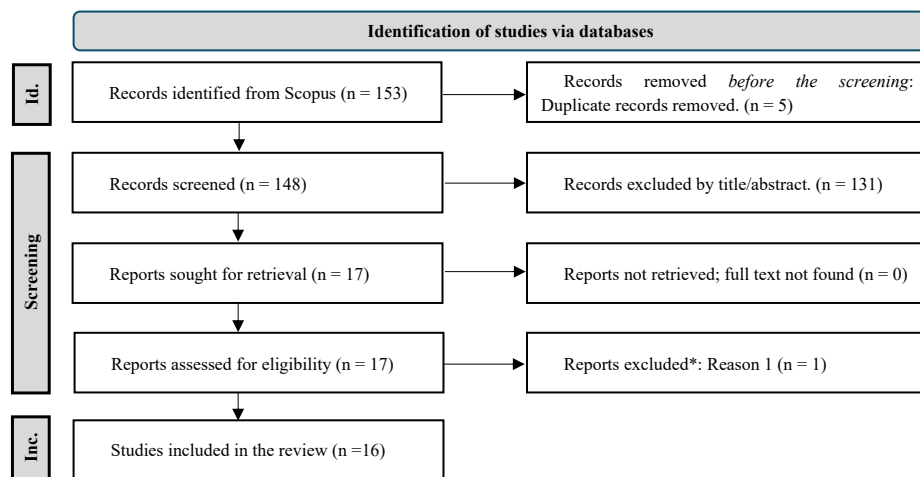 Identification of studies via databases
Id.
Records identified from Scopus (n = 153)
Records removed before the screening:
Duplicate records removed. (n = 5)
Screening
Records screened (n = 148)
Records excluded by title/abstract. (n = 131)
Reports sought for retrieval (n = 17)
Reports not retrieved; full text not found (n = 0)
Reports assessed for eligibility (n = 17)
Reports excluded*: Reason 1 (n = 1)
Inc.
Studies included in the review (n =16)